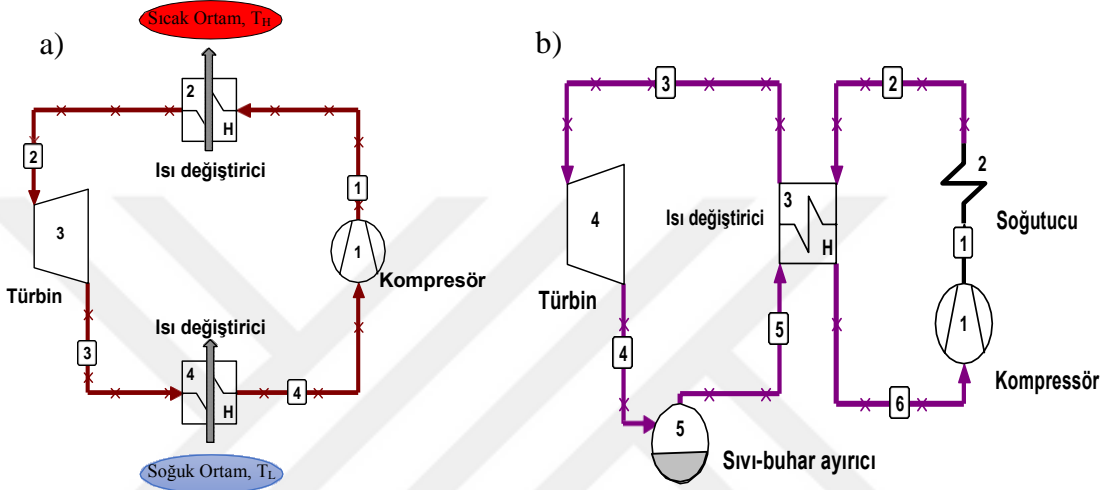 a)
Sıcak Ortam, TH
2
H
Isı değiştirici
2
1
3
1
Türbin
Kompresör
Isı değiştirici
3
4
H
4
Soğuk Ortam, TL
b)
3
2
2
4
3
H
Isı değiştirici
Soğutucu
1
Türbin
1
4
5
Kompressör
6
5
Sıvı-buhar ayırıcı